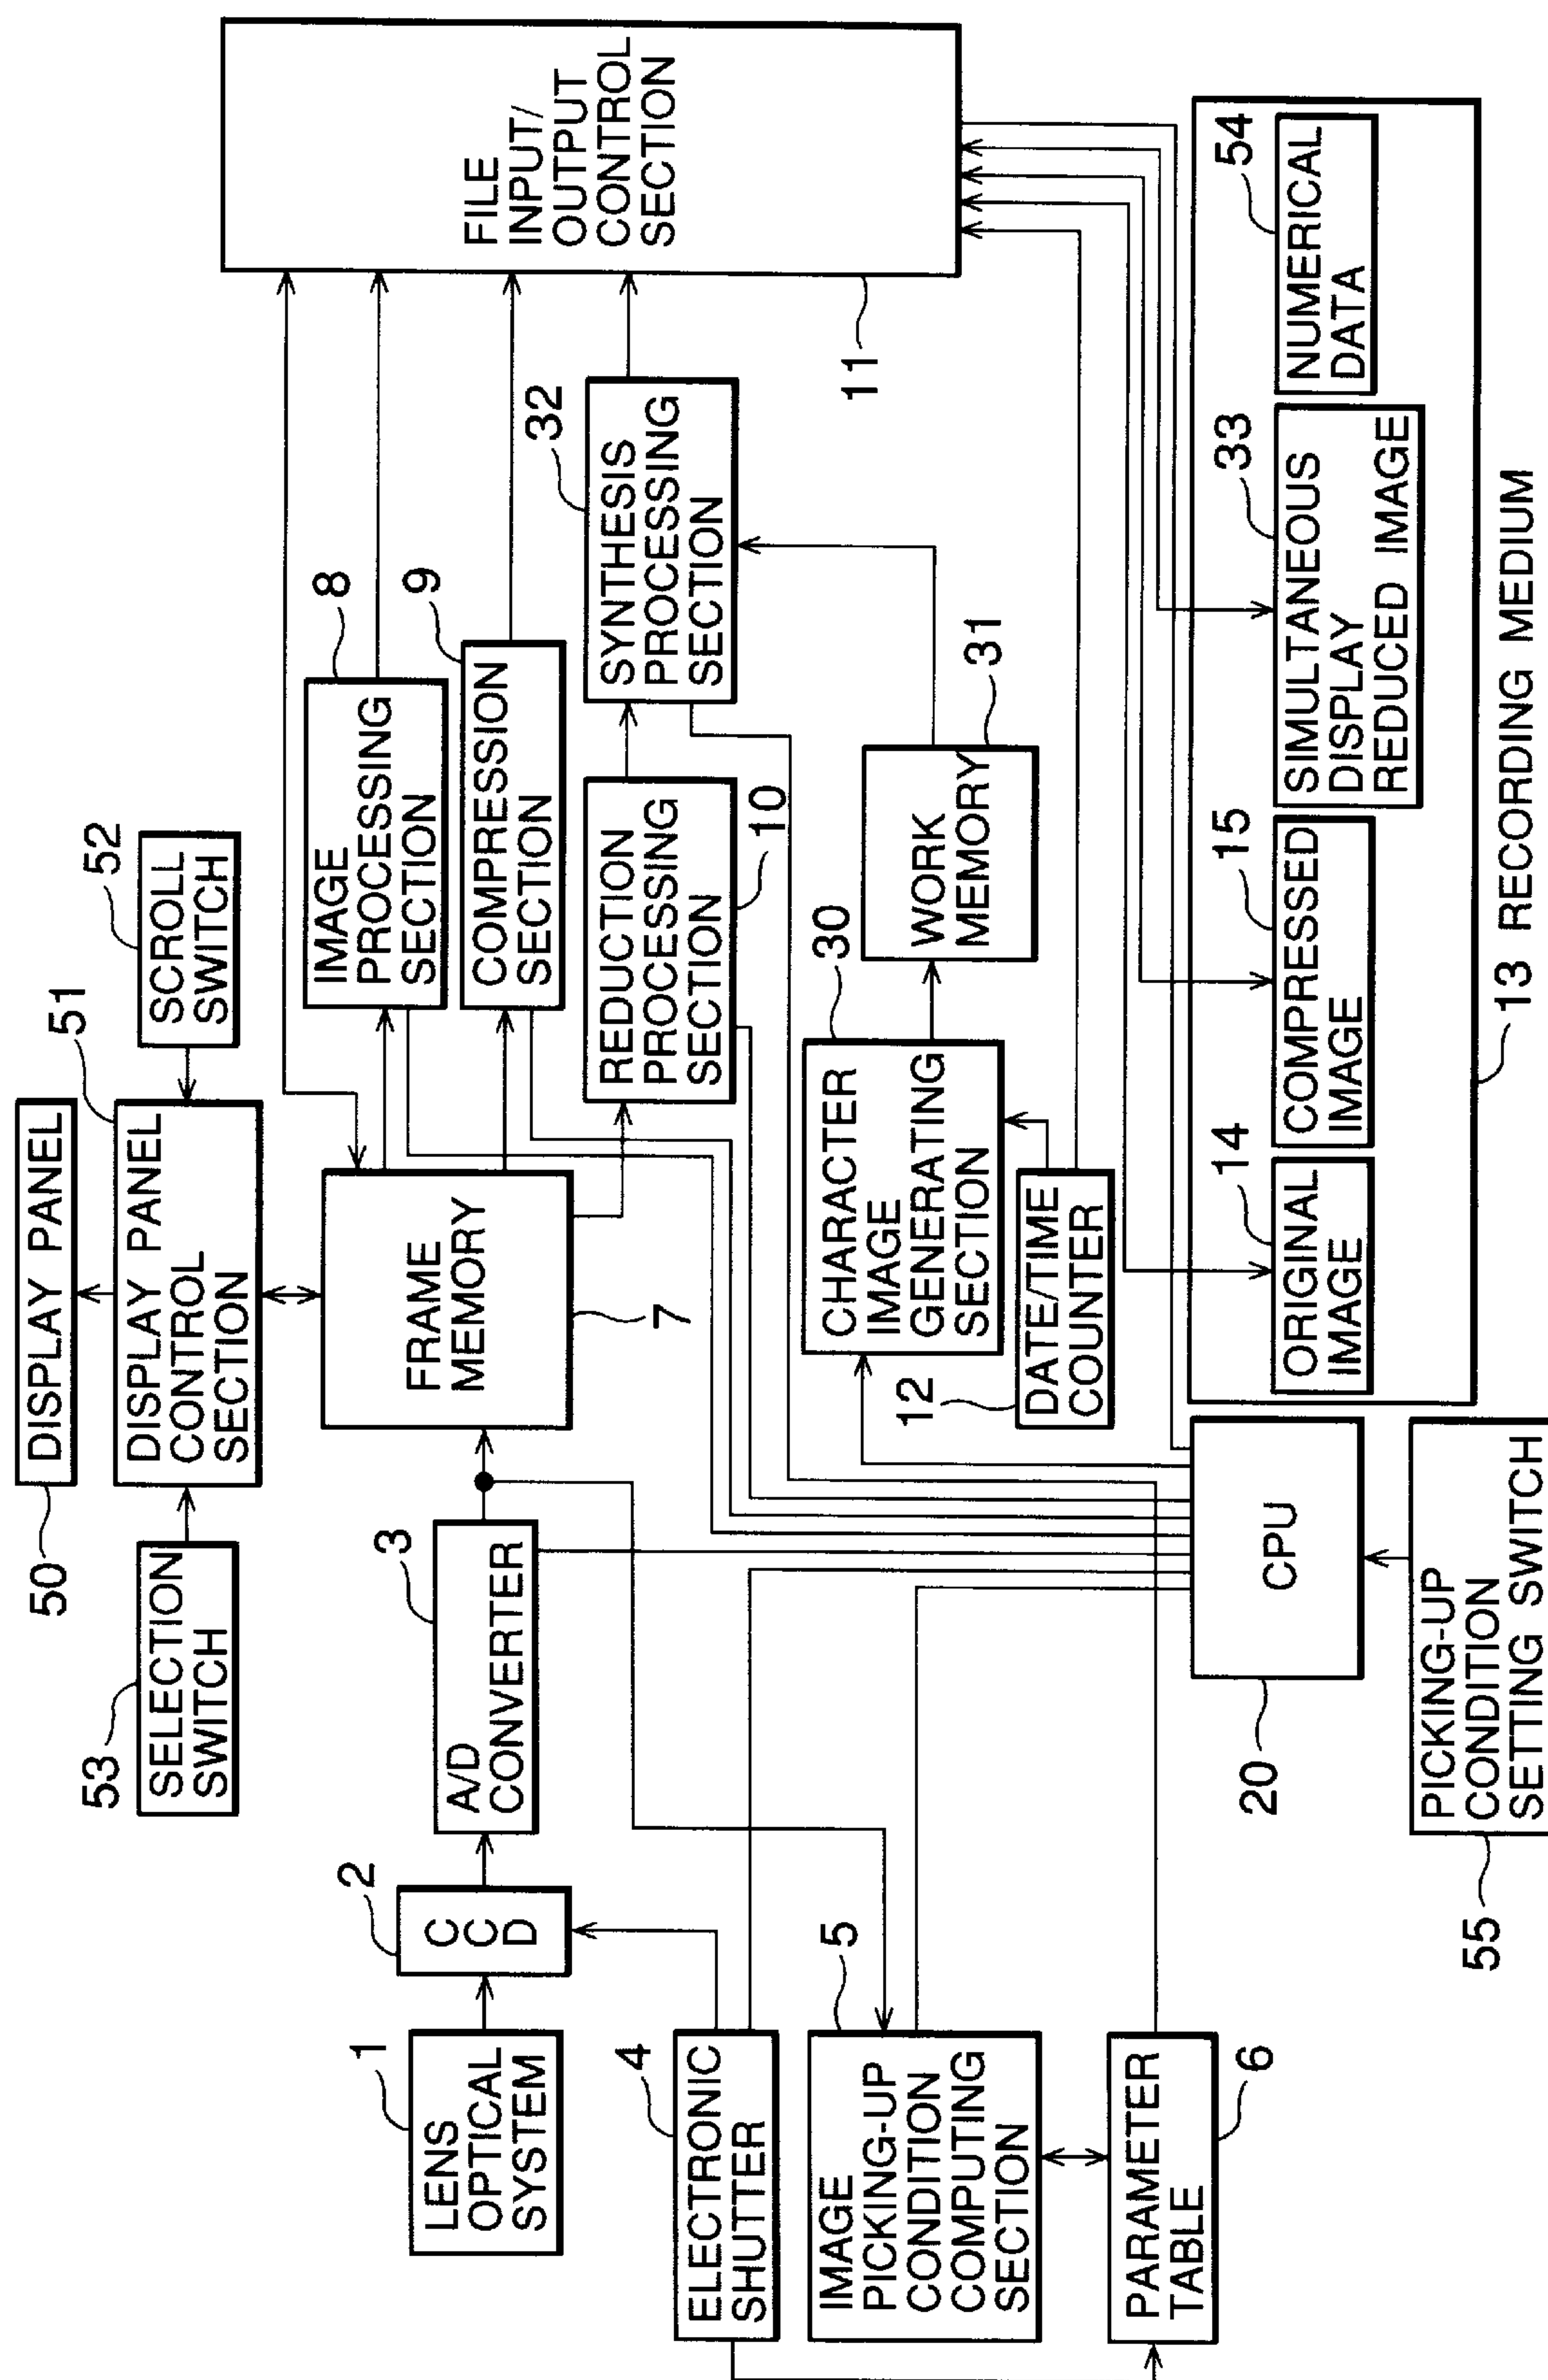 50
DISPLAY PANEL
53
SELECTION
SWITCH
DISPLAY PANEL
CONTROL
SECTION
51
SCROLL
SWITCH
52
1
LENS
OPTICAL
SYSTEM
2
CCD
3
A/D
CONVERTER
FRAME
MEMORY
7
IMAGE
PROCESSING
SECTION
8
COMPRESSION
SECTION
9
REDUCTION
PROCESSING
SECTION
10
SYNTHESIS
PROCESSING
SECTION
32
FILE
INPUT/
OUTPUT
CONTROL
SECTION
11
4
ELECTRONIC
SHUTTER
5
IMAGE
PICKING-UP
CONDITION
COMPUTING
SECTION
PARAMETER
TABLE
6
CHARACTER
IMAGE
GENERATING
SECTION
30
WORK
MEMORY
31
12
DATE/TIME
COUNTER
CPU
20
PICKING-UP
CONDITION
SETTING SWITCH
55
14
ORIGINAL
IMAGE
15
COMPRESSED
IMAGE
33
SIMULTANEOUS
DISPLAY
REDUCED IMAGE
54
NUMERICAL
DATA
13 RECORDING MEDIUM